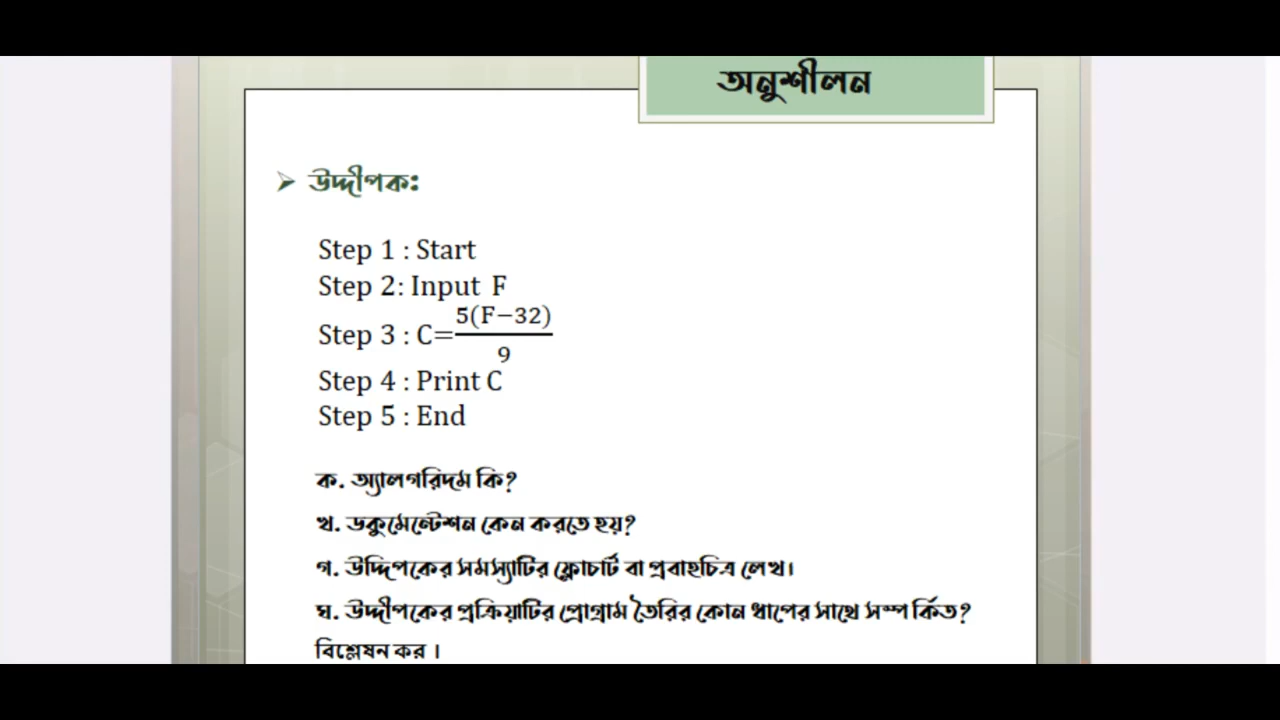 অনুশীলন
➢ উদ্দীপক:
Step 1 : Start
Step 2: Input F
Step 3 : C=5(F−32)/9
Step 4 : Print C
Step 5 : End
ক. অ্যালগরিদম কি?
খ. ডকুমেন্টেশন কেন করতে হয়?
গ. উদ্দিপকের সমস্যাটির ফ্লোচার্ট বা প্রবাহচিত্র লেখ।
ঘ. উদ্দীপকের প্রক্রিয়াটির প্রোগ্রাম তৈরির কোন ধাপের সাথে সম্পর্কিত?
বিশ্লেষন কর ।